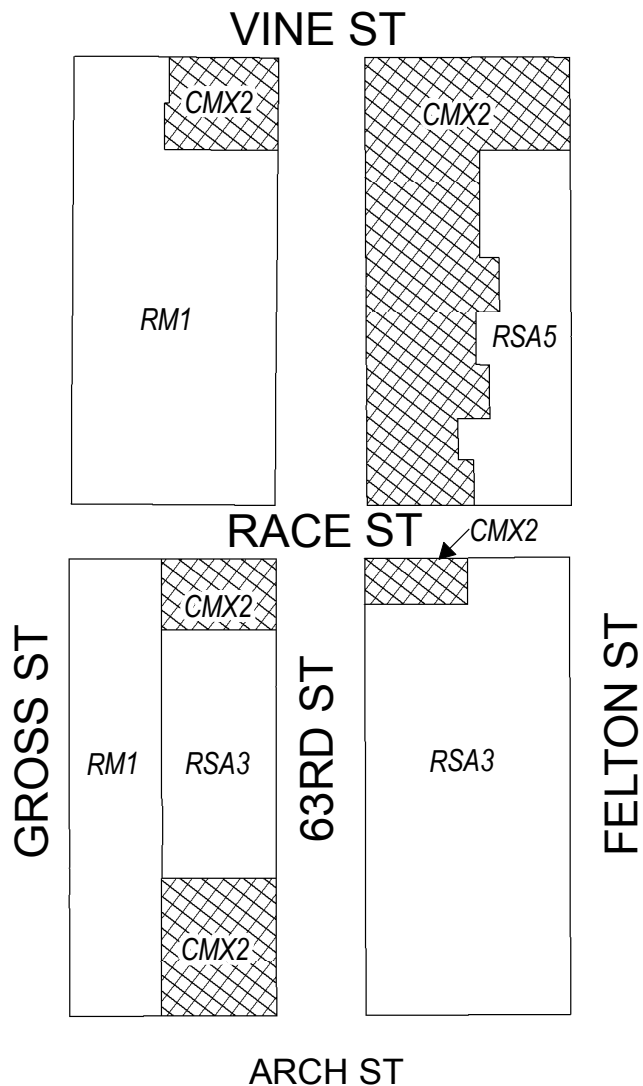 VINE ST
CMX2
CMX2
RM1
RSA5
RACE ST
CMX2
CMX2
GROSS ST
RM1
RSA3
63RD ST
RSA3
FELTON ST
CMX2
ARCH ST